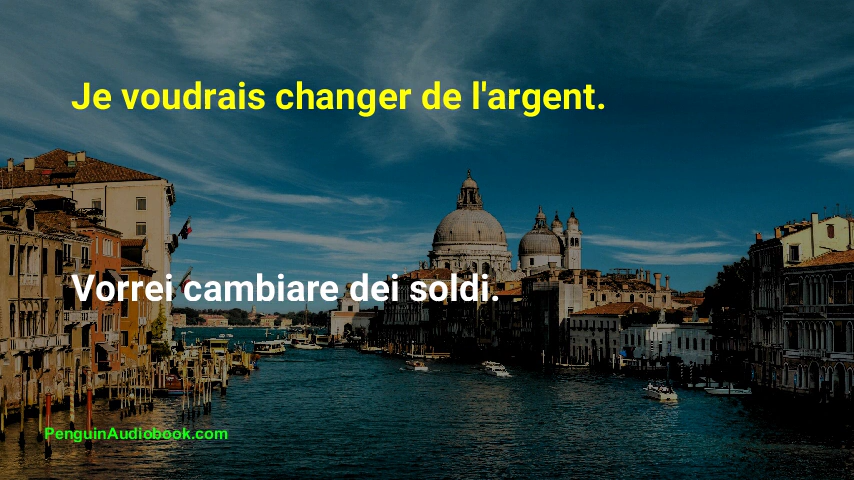 Je voudrais changer de l'argent.
Vorrei cambiare dei soldi.
PenguinAudiobook.com